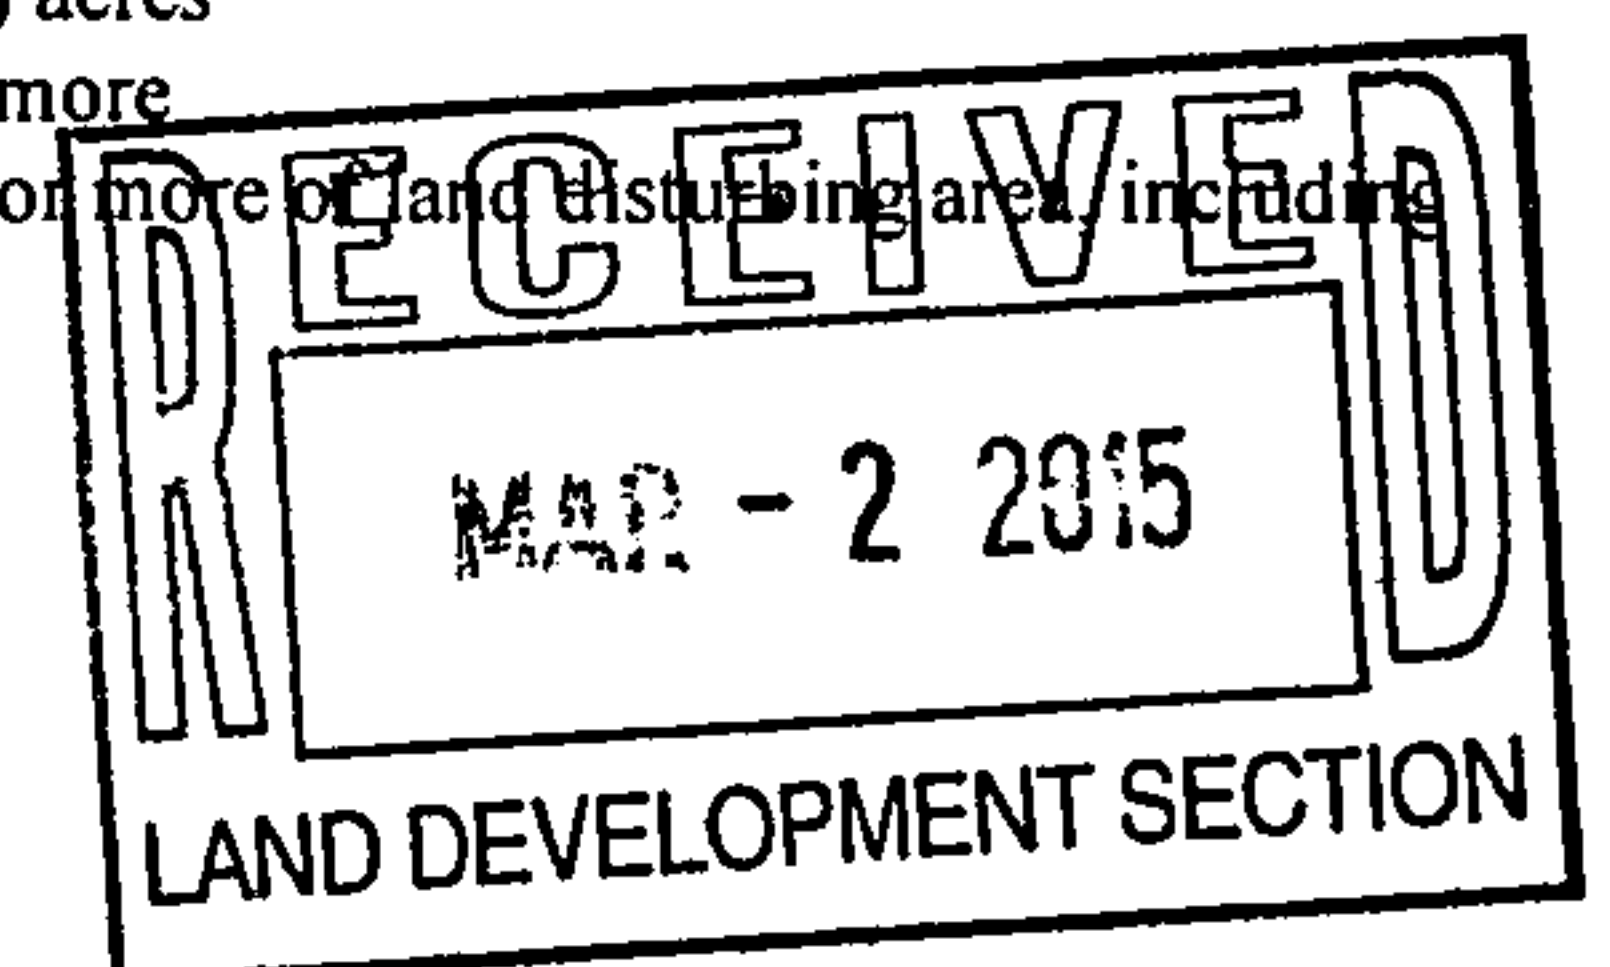 ) acres
more
or more of land disturbing area, including
RECEIVED
MAR - 2 2015
LAND DEVELOPMENT SECTION